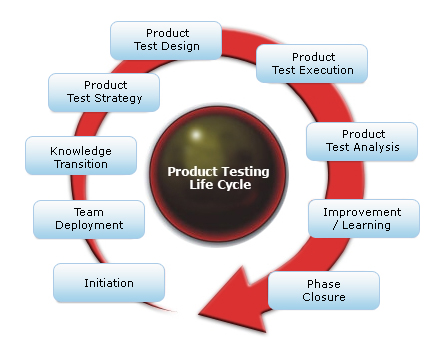 Product
Test Design
Product
Test Execution
Product
Test Strategy
Product
Test Analysis
Knowledge
Transition
Product Testing
Life Cycle
Team
Deployment
Improvement
/ Learning
Initiation
Phase
Closure